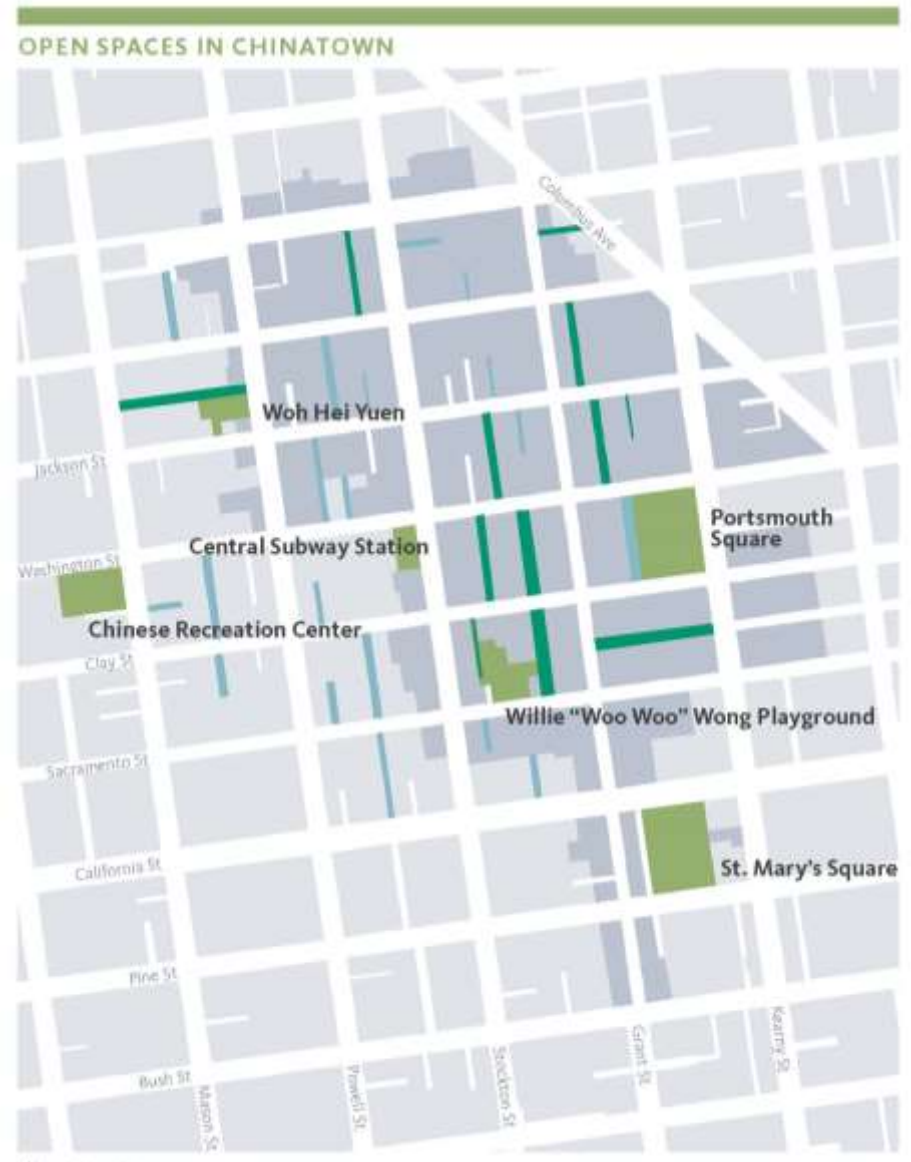 OPEN SPACES IN CHINATOWN
Columbus Ave
Woh Hei Yuen
Jackson St
Portsmouth
Square
Central Subway Station
Washington St
Chinese Recreation Center
Clay St
Willie “Woo Woo” Wong Playground
Sacramento St
California St
St. Mary’s Square
Pine St
Bush St
Mason St
Powell St
Stockton St
Grant St
Kearny St